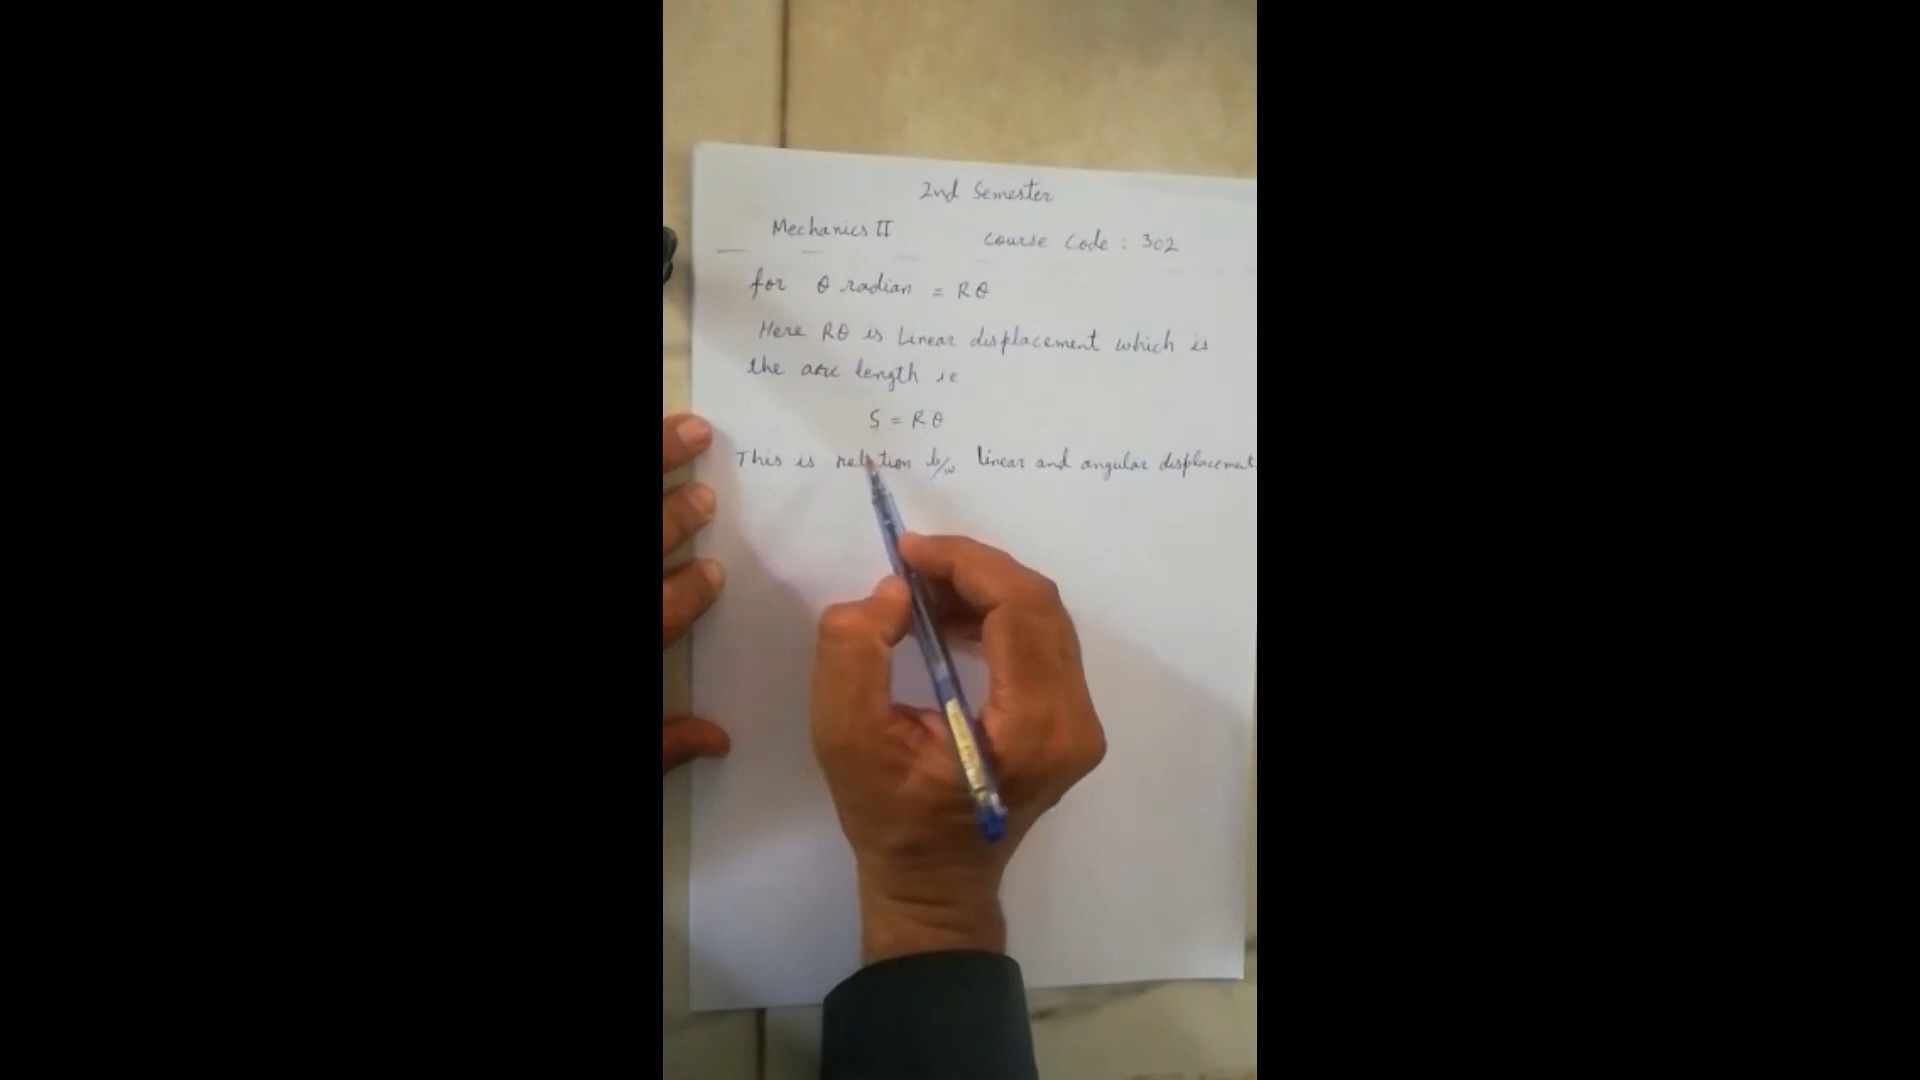 2nd Semester
Mechanics II course code : 302
for θ radian = Rθ
Here Rθ is Linear displacement which is
the arc length ie
S = Rθ
This is relation b/w linear and angular displacement